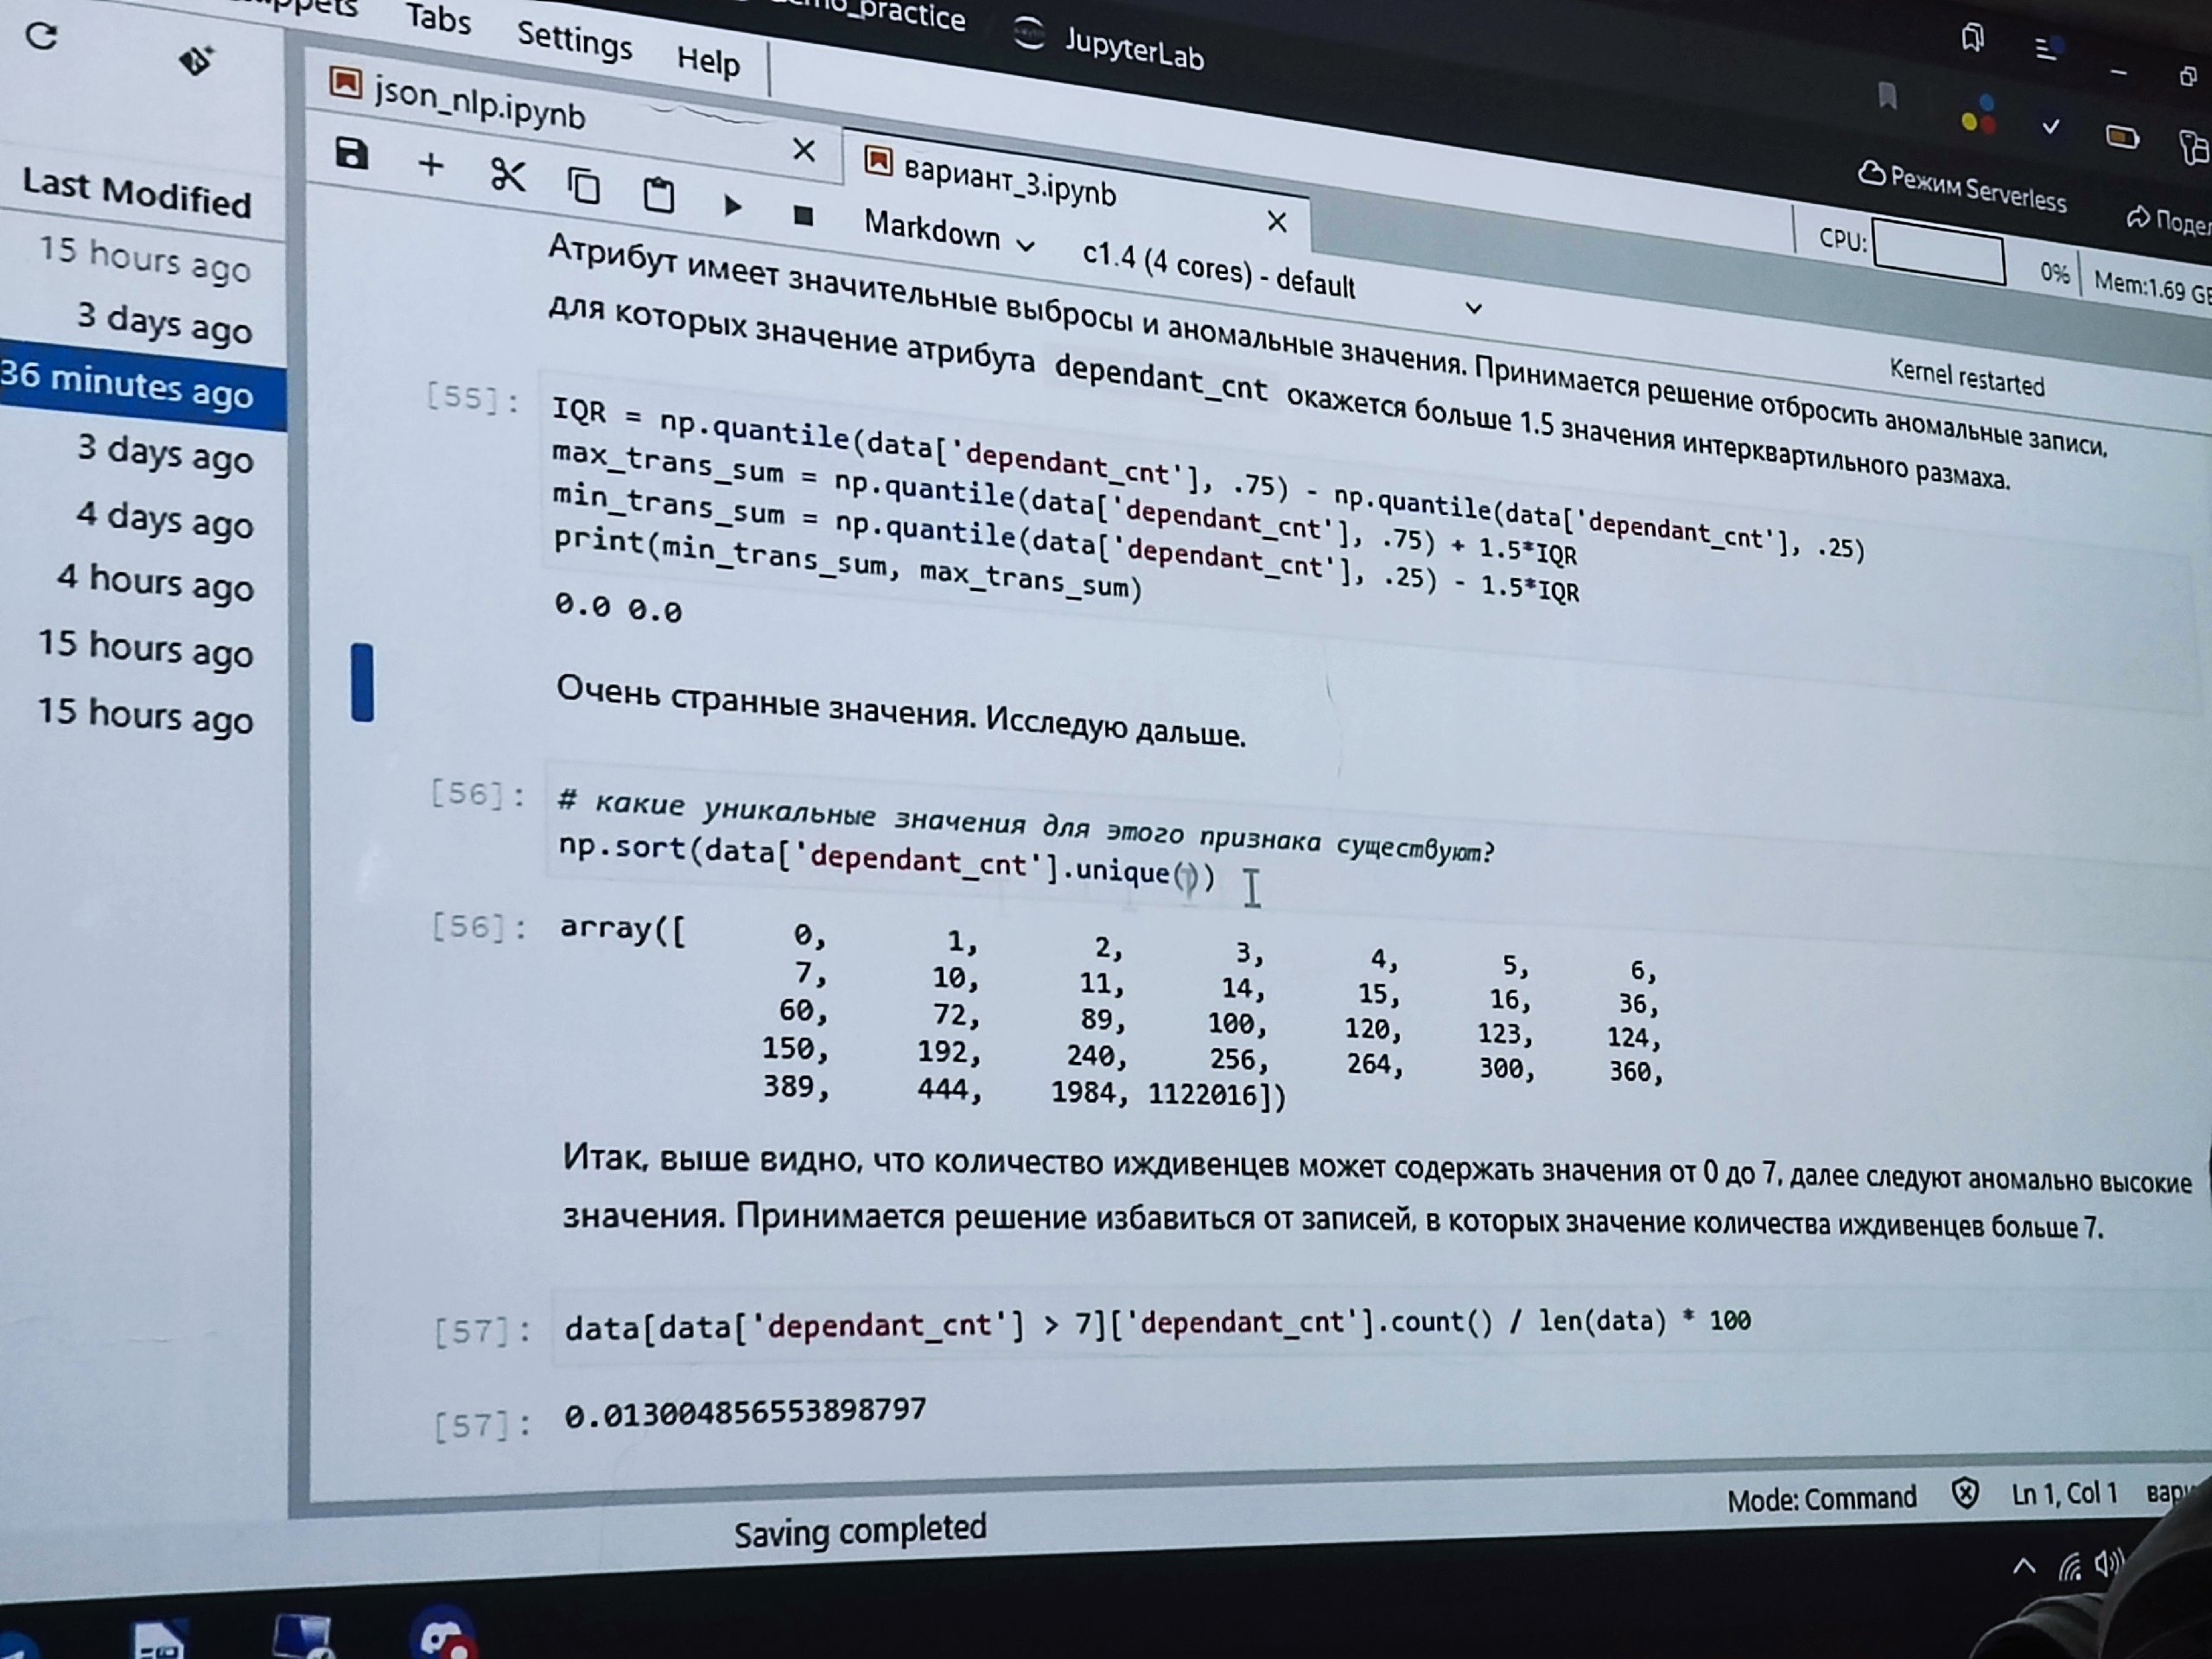 Tabs Settings Help
JupyterLab
json_nlp.ipynb
вариант_3.ipynb
Режим Serverless
Markdown
c1.4 (4 cores) - default
CPU:
0%
Mem:1.69
Kernel restarted
Last Modified
15 hours ago
3 days ago
36 minutes ago
3 days ago
4 days ago
4 hours ago
15 hours ago
15 hours ago
Атрибут имеет значительные выбросы и аномальные значения. Принимается решение отбросить аномальные записи,
для которых значение атрибута dependant_cnt окажется больше 1.5 значения интерквартильного размаха.
[55]: IQR = np.quantile(data['dependant_cnt'], .75) - np.quantile(data['dependant_cnt'], .25)
max_trans_sum = np.quantile(data['dependant_cnt'], .75) + 1.5*IQR
min_trans_sum = np.quantile(data['dependant_cnt'], .25) - 1.5*IQR
print(min_trans_sum, max_trans_sum)
0.0 0.0
Очень странные значения. Исследую дальше.
[56]: # какие уникальные значения для этого признака существуют?
np.sort(data['dependant_cnt'].unique())
[56]: array([ 0, 1, 2, 3, 4, 5, 6,
7, 10, 11, 14, 15, 16, 36,
60, 72, 89, 100, 120, 123, 124,
150, 192, 240, 256, 264, 300, 360,
389, 444, 1984, 1122016])
Итак, выше видно, что количество иждивенцев может содержать значения от 0 до 7, далее следуют аномально высокие
значения. Принимается решение избавиться от записей, в которых значение количества иждивенцев больше 7.
[57]: data[data['dependant_cnt'] > 7]['dependant_cnt'].count() / len(data) * 100
[57]: 0.013004856553898797
Mode: Command
Ln 1, Col 1
Saving completed